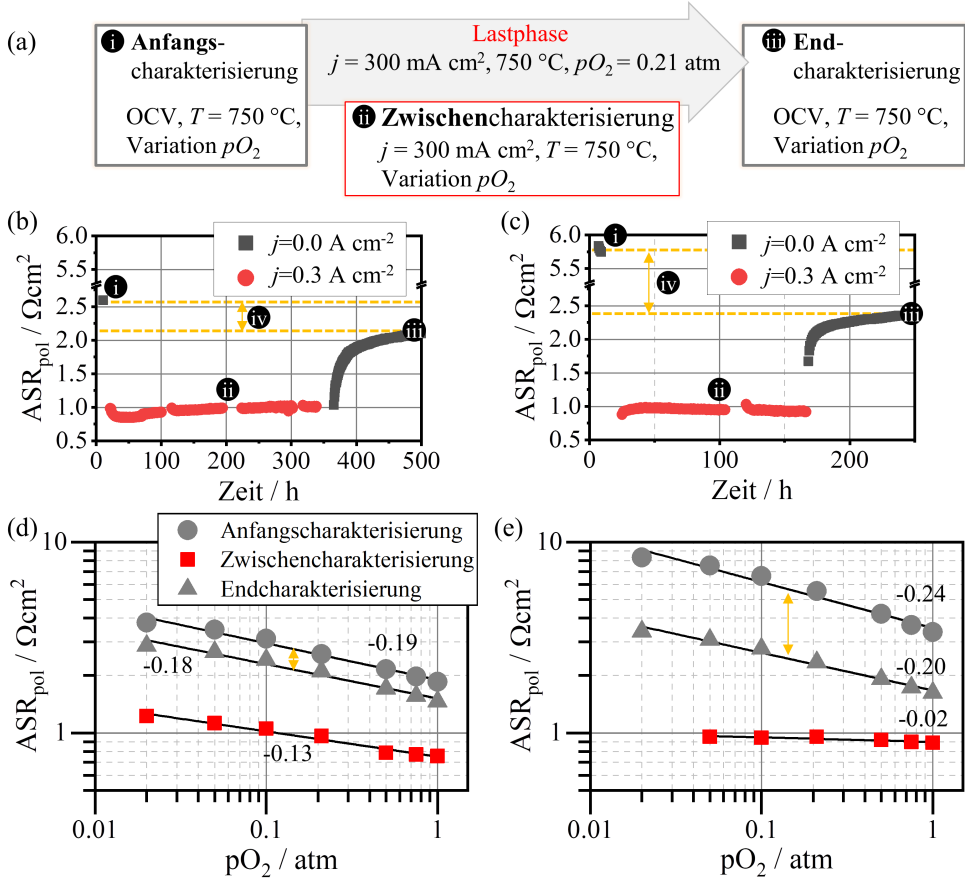 (a)
i Anfangs-
charakterisierung
OCV, T = 750 °C,
Variation pO2
Lastphase
j = 300 mA cm², 750 °C, pO2 = 0.21 atm
ii Zwischencharakterisierung
j = 300 mA cm², T = 750 °C,
Variation pO2
iii End-
charakterisierung
OCV, T = 750 °C,
Variation pO2
(b)
j=0.0 A cm-2
j=0.3 A cm-2
6.0
5.5
2.5
2.0
1.5
1.0
0.5
ASRpol / Ωcm²
i
iv
iii
ii
0 100 200 300 400 500
Zeit / h
(c)
j=0.0 A cm-2
j=0.3 A cm-2
6.0
5.5
2.5
2.0
1.5
1.0
0.5
ASRpol / Ωcm²
i
iv
iii
ii
0 100 200
Zeit / h
(d)
Anfangscharakterisierung
Zwischencharakterisierung
Endcharakterisierung
10
1
ASRpol / Ωcm²
-0.19
-0.18
-0.13
0.01 0.1 1
pO2 / atm
(e)
10
1
ASRpol / Ωcm²
-0.24
-0.20
-0.02
0.01 0.1 1
pO2 / atm